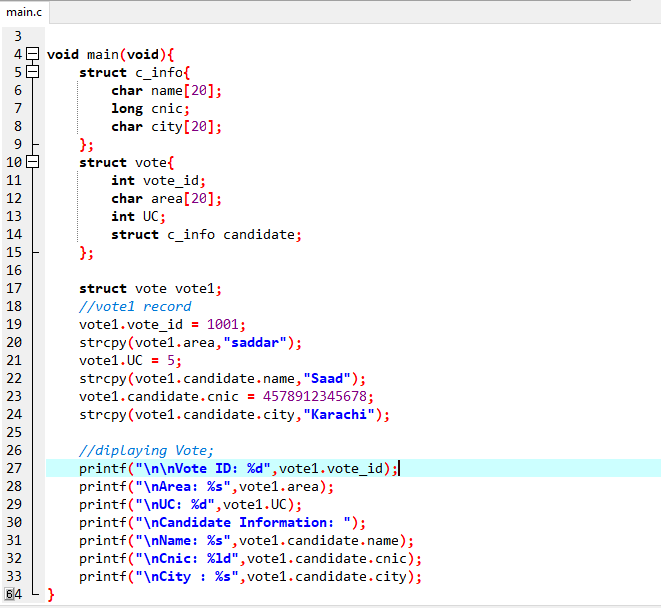 main.c
3
4 void main(void){
5 struct c_info{
6 char name[20];
7 long cnic;
8 char city[20];
9 };
10 struct vote{
11 int vote_id;
12 char area[20];
13 int UC;
14 struct c_info candidate;
15 };
16
17 struct vote vote1;
18 //vote1 record
19 vote1.vote_id = 1001;
20 strcpy(vote1.area,"saddar");
21 vote1.UC = 5;
22 strcpy(vote1.candidate.name,"Saad");
23 vote1.candidate.cnic = 4578912345678;
24 strcpy(vote1.candidate.city,"Karachi");
25
26 //diplaying Vote;
27 printf("\n\nVote ID: %d",vote1.vote_id);
28 printf("\nArea: %s",vote1.area);
29 printf("\nUC: %d",vote1.UC);
30 printf("\nCandidate Information: ");
31 printf("\nName: %s",vote1.candidate.name);
32 printf("\nCnic: %ld",vote1.candidate.cnic);
33 printf("\nCity : %s",vote1.candidate.city);
64 }